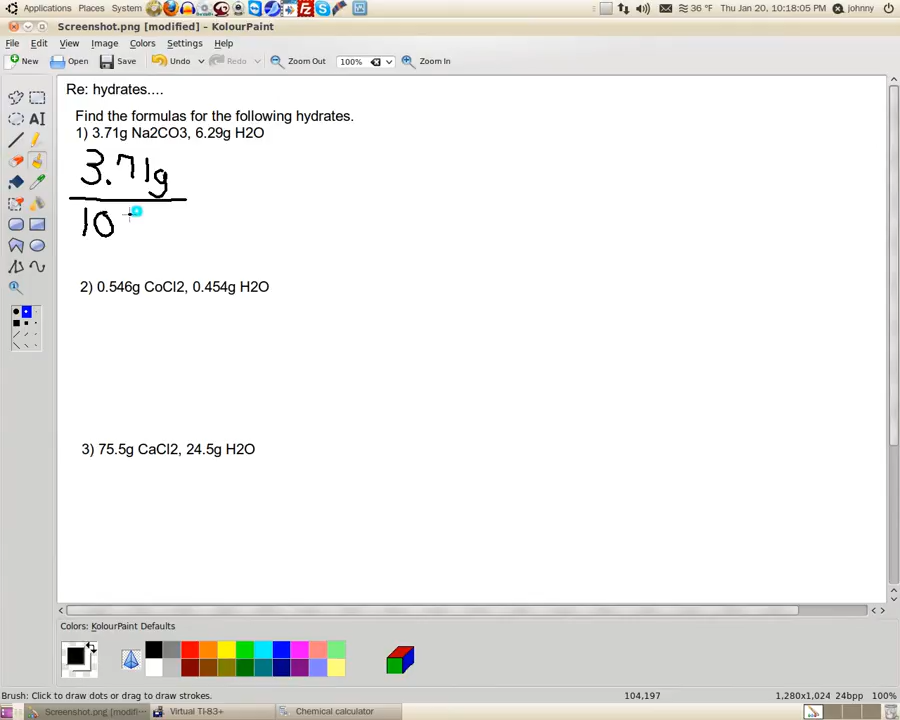 Applications Places System 36 °F Thu Jan 20, 10:18:05 PM johnny
Screenshot.png [modified] – KolourPaint
File Edit View Image Colors Settings Help
New Open Save Undo Redo Zoom Out 100% Zoom In
Re: hydrates....
Find the formulas for the following hydrates.
1) 3.71g Na2CO3, 6.29g H2O
3.71g
10
2) 0.546g CoCl2, 0.454g H2O
3) 75.5g CaCl2, 24.5g H2O
Colors: KolourPaint Defaults
Brush: Click to draw dots or drag to draw strokes. 104,197 1,280x1,024 24bpp 100%
Screenshot.png [modifi... Virtual TI-83+ Chemical calculator